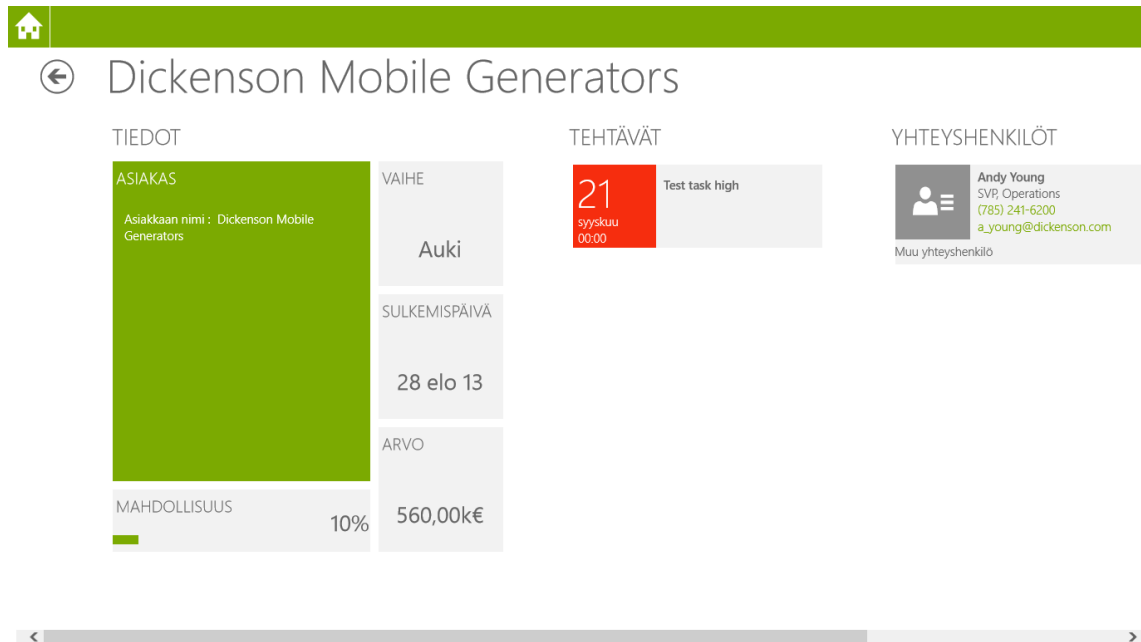 Dickenson Mobile Generators
TIEDOT
ASIAKAS
Asiakkaan nimi : Dickenson Mobile
Generators
MAHDOLLISUUS
10%
VAIHE
Auki
SULKEMISPÄIVÄ
28 elo 13
ARVO
560,00k€
TEHTÄVÄT
21
syyskuu
00:00
Test task high
YHTEYSHENKILÖT
Andy Young
SVP, Operations
(785) 241-6200
a_young@dickenson.com
Muu yhteyshenkilö